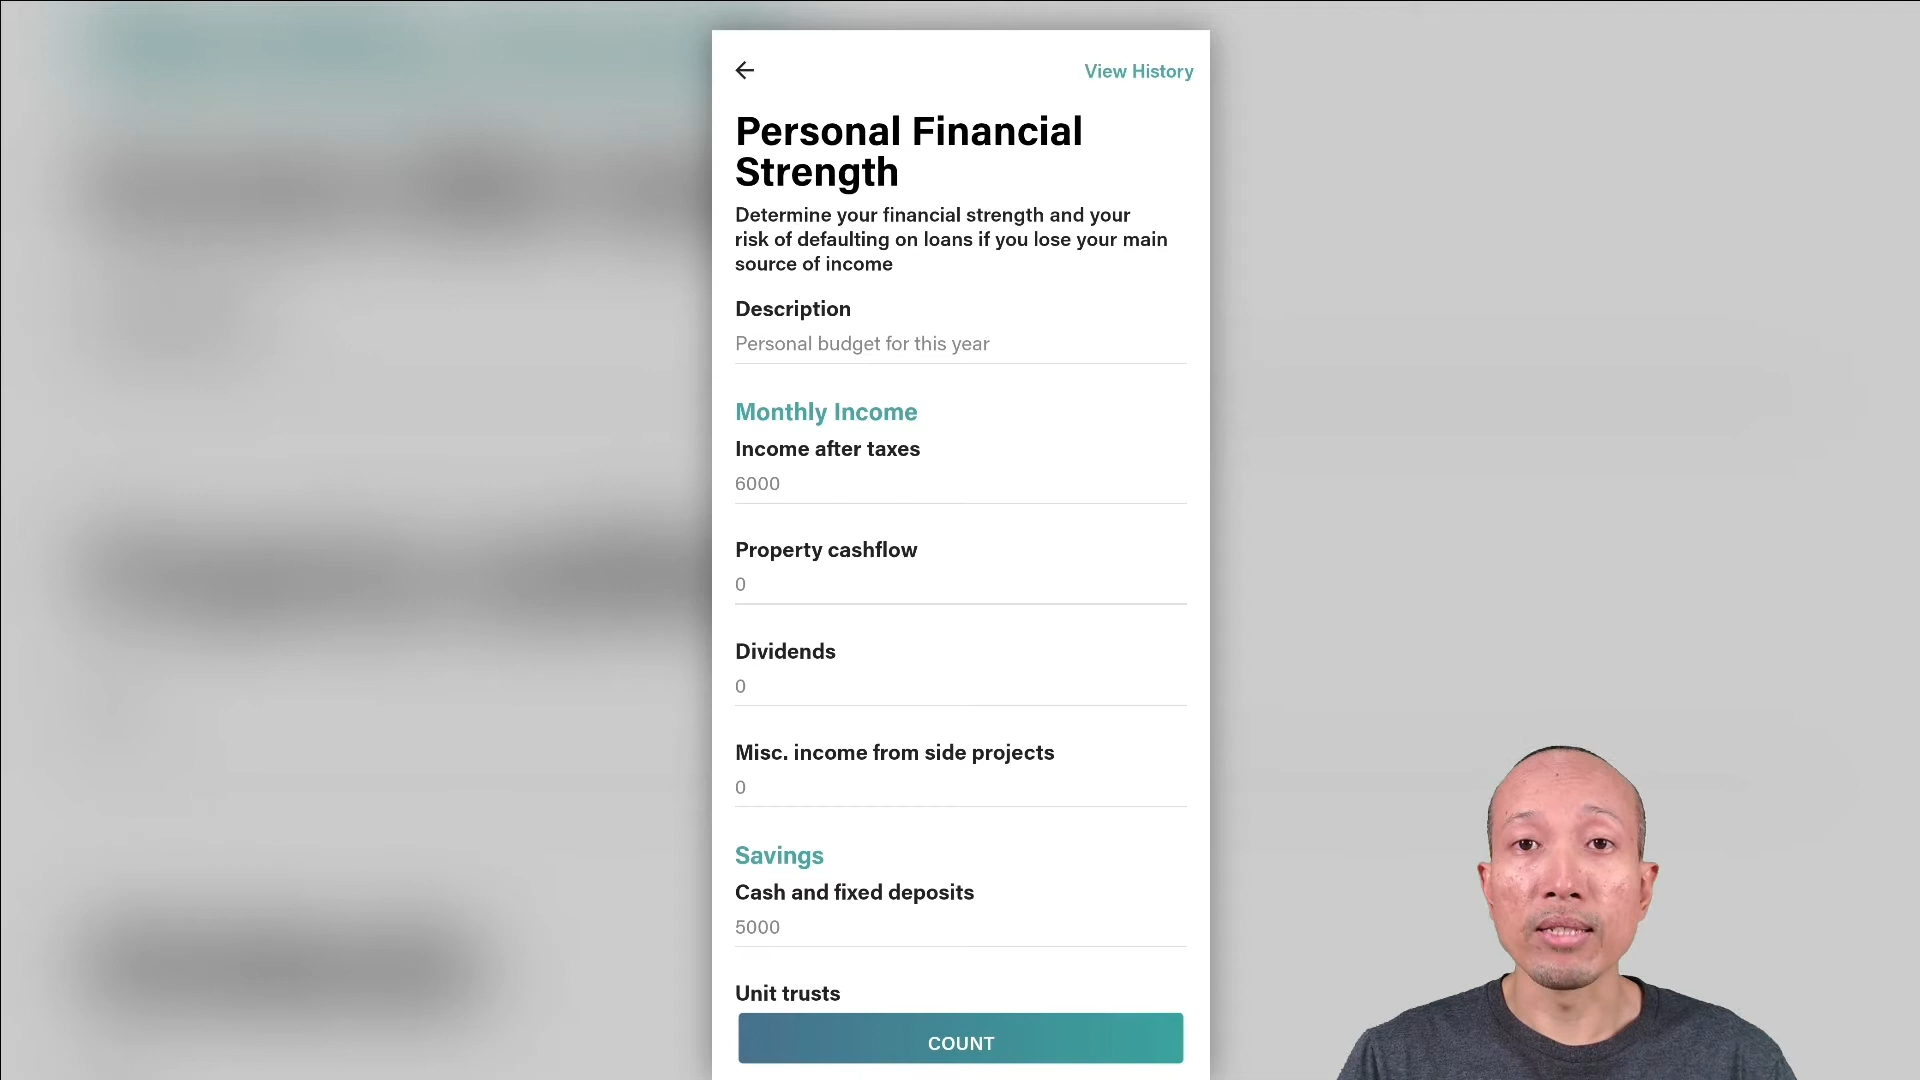 View History
Personal Financial
Strength
Determine your financial strength and your
risk of defaulting on loans if you lose your main
source of income
Description
Personal budget for this year
Monthly Income
Income after taxes
6000
Property cashflow
0
Dividends
0
Misc. income from side projects
0
Savings
Cash and fixed deposits
5000
Unit trusts
COUNT